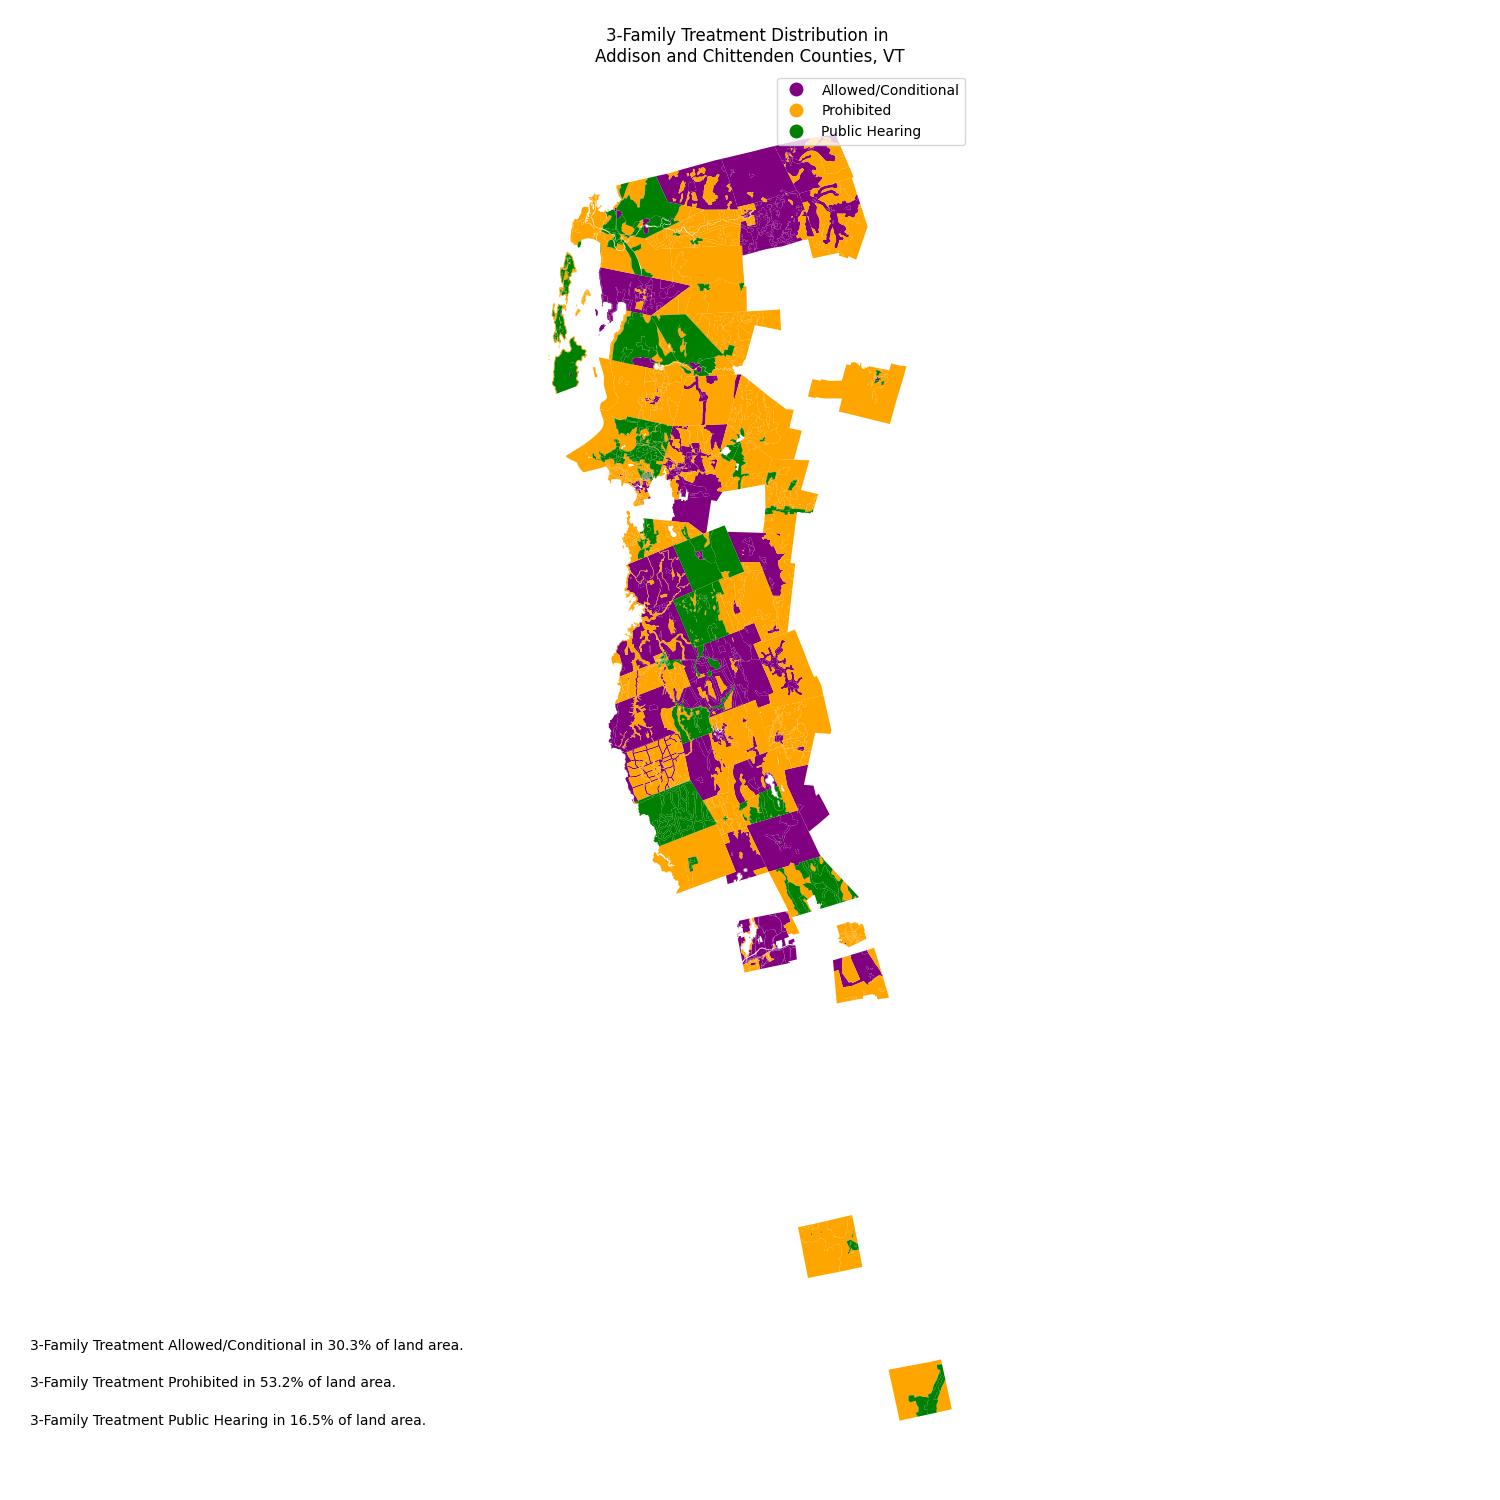 3-Family Treatment Distribution in
Addison and Chittenden Counties, VT
Allowed/Conditional
Prohibited
Public Hearing
3-Family Treatment Allowed/Conditional in 30.3% of land area.
3-Family Treatment Prohibited in 53.2% of land area.
3-Family Treatment Public Hearing in 16.5% of land area.